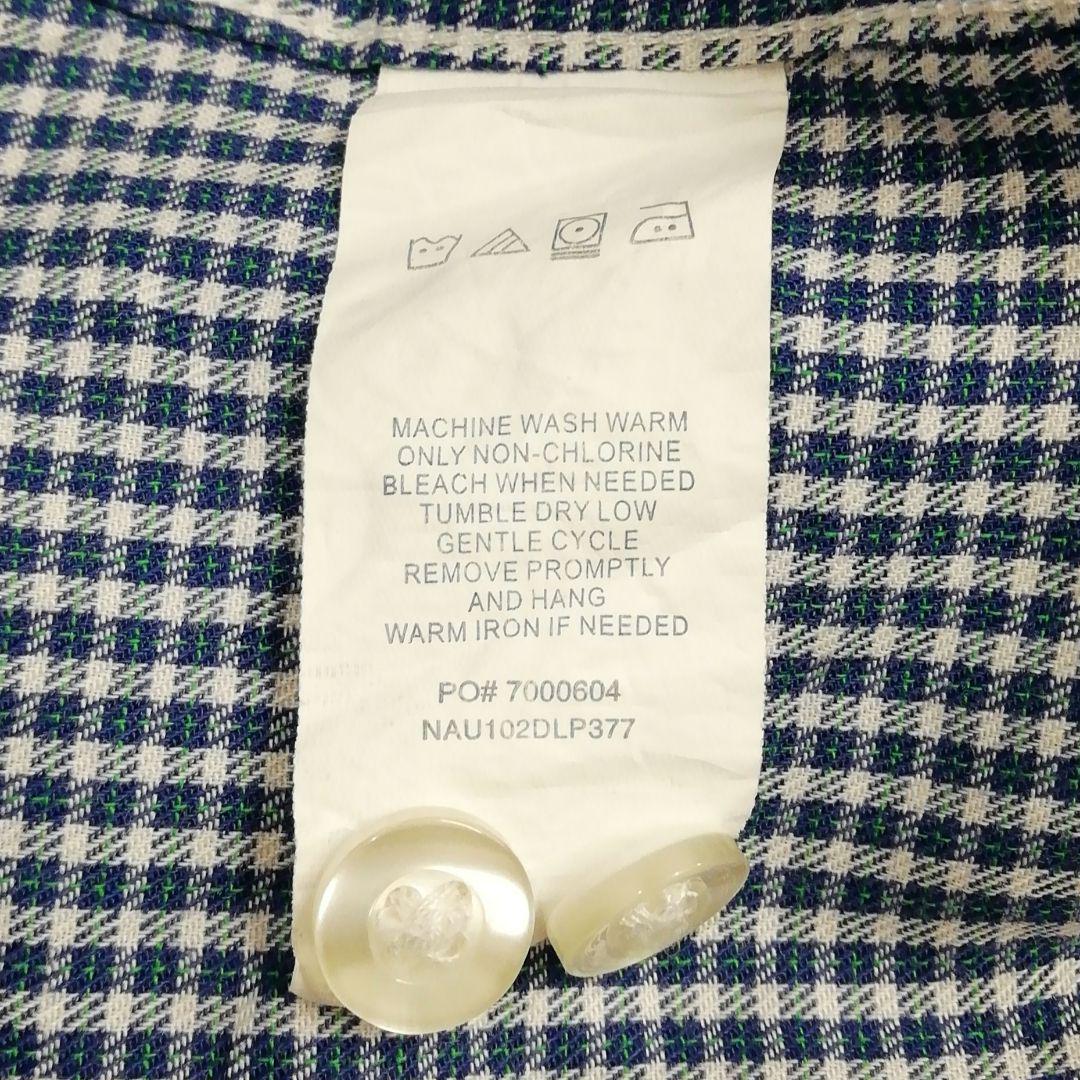 MACHINE WASH WARM
ONLY NON-CHLORINE
BLEACH WHEN NEEDED
TUMBLE DRY LOW
GENTLE CYCLE
REMOVE PROMPTLY
AND HANG
WARM IRON IF NEEDED
PO# 7000604
NAU102DLP377